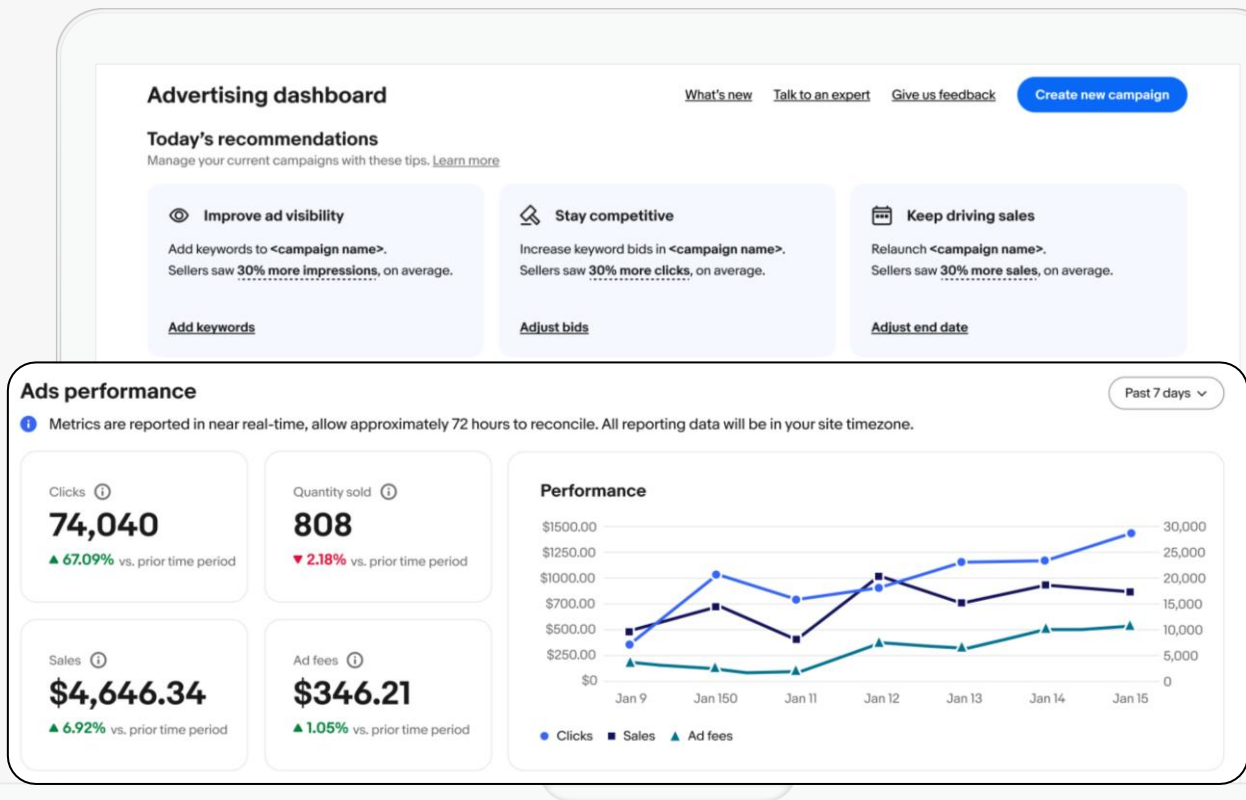 Advertising dashboard
What's new
Talk to an expert
Give us feedback
Create new campaign
Today's recommendations
Manage your current campaigns with these tips. Learn more
Improve ad visibility
Add keywords to <campaign name>.
Sellers saw 30% more impressions, on average.
Add keywords
Stay competitive
Increase keyword bids in <campaign name>.
Sellers saw 30% more clicks, on average.
Adjust bids
Keep driving sales
Relaunch <campaign name>.
Sellers saw 30% more sales, on average.
Adjust end date
Ads performance
Past 7 days
Metrics are reported in near real-time, allow approximately 72 hours to reconcile. All reporting data will be in your site timezone.
Clicks
74,040
67.09% vs. prior time period
Quantity sold
808
2.18% vs. prior time period
Sales
$4,646.34
6.92% vs. prior time period
Ad fees
$346.21
1.05% vs. prior time period
Performance
$1500.00
$1250.00
$1000.00
$700.00
$500.00
$250.00
$0
30,000
25,000
20,000
15,000
10,000
5,000
0
Jan 9
Jan 150
Jan 11
Jan 12
Jan 13
Jan 14
Jan 15
Clicks
Sales
Ad fees